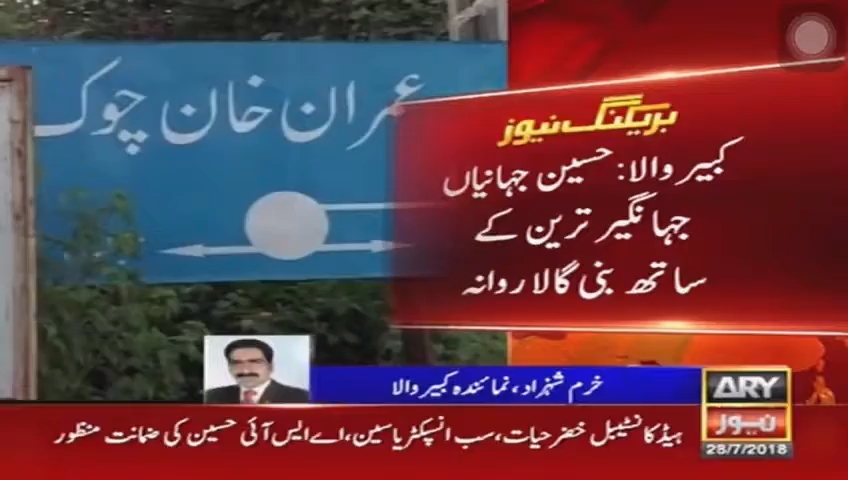 عمران خان چوک
بریکنگ نیوز
کبیر والا: حسین جہانیاں
جہانگیر ترین کے
ساتھ بنی گالا روانہ
خرم شہزاد، نمائندہ کبیر والا
ARY
نیوز
ہیڈ کانسٹیبل خضر حیات، سب انسپکٹر یاسین، اے ایس آئی حسین کی ضمانت منظور
28/7/2018